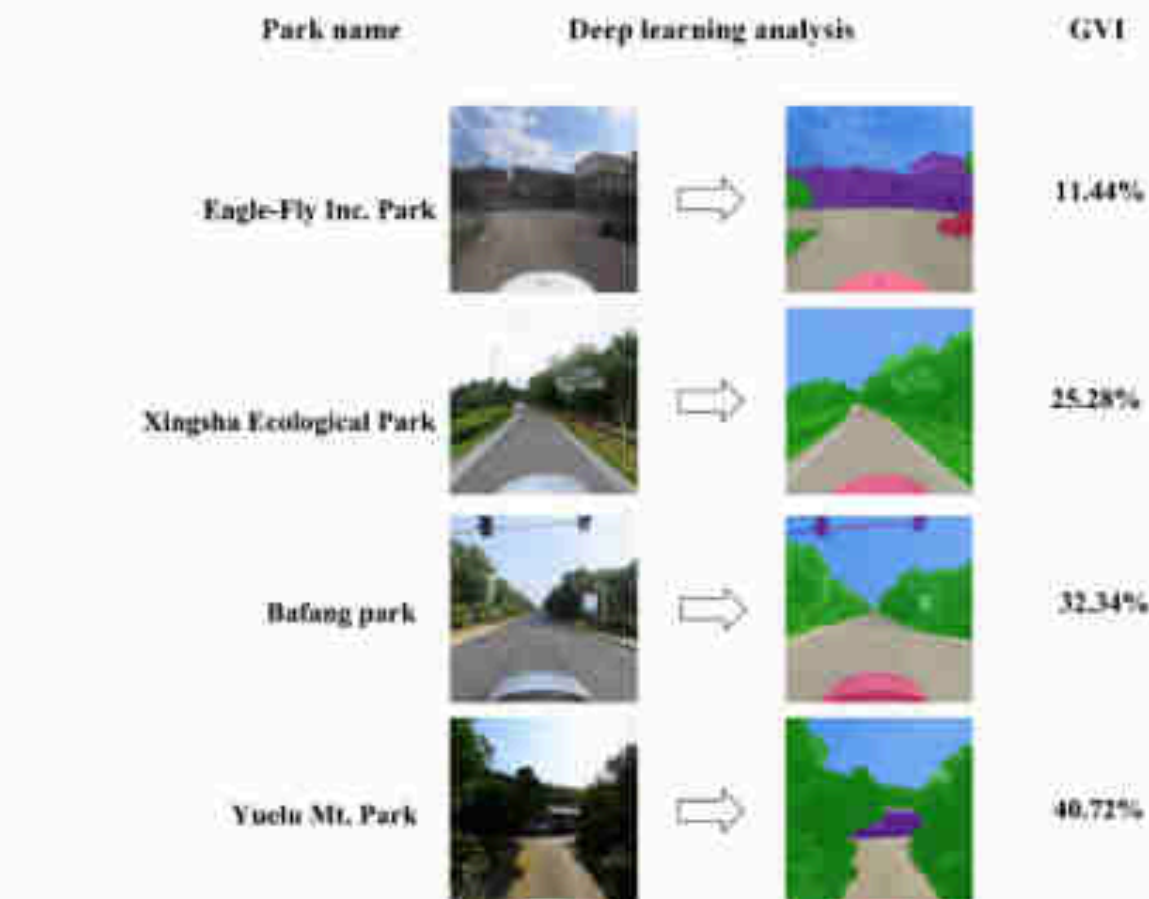 Park name Deep learning analysis GVI
Eagle-Fly Inc. Park 11.44%
Xingsha Ecological Park 25.28%
Bafang park 32.34%
Yuelu Mt. Park 40.72%